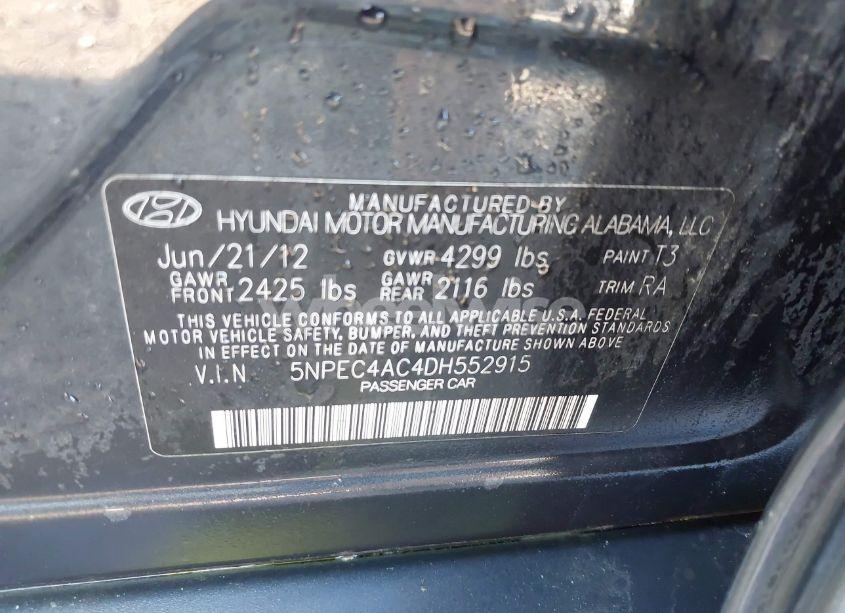 MANUFACTURED BY
HYUNDAI MOTOR MANUFACTURING ALABAMA, LLC
Jun/21/12 GVWR 4299 lbs PAINT T3
GAWR FRONT 2425 lbs GAWR REAR 2116 lbs TRIM RA
THIS VEHICLE CONFORMS TO ALL APPLICABLE U.S.A. FEDERAL
MOTOR VEHICLE SAFETY, BUMPER, AND THEFT PREVENTION STANDARDS
IN EFFECT ON THE DATE OF MANUFACTURE SHOWN ABOVE
V.I.N 5NPEC4AC4DH552915
PASSENGER CAR